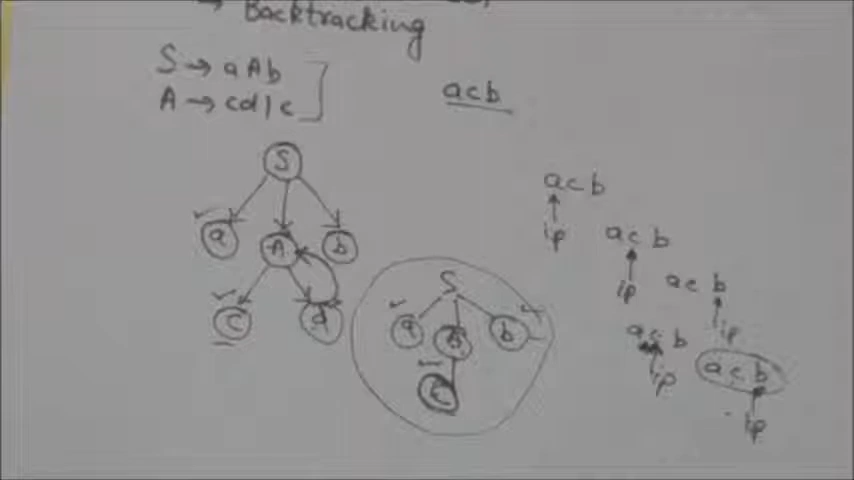 → Backtracking
S → aAb
A → cd | c
acb
S
a A b
c d
S
a b
c
acb
ip
acb
ip
acb
ip
acb
ip
acb
ip